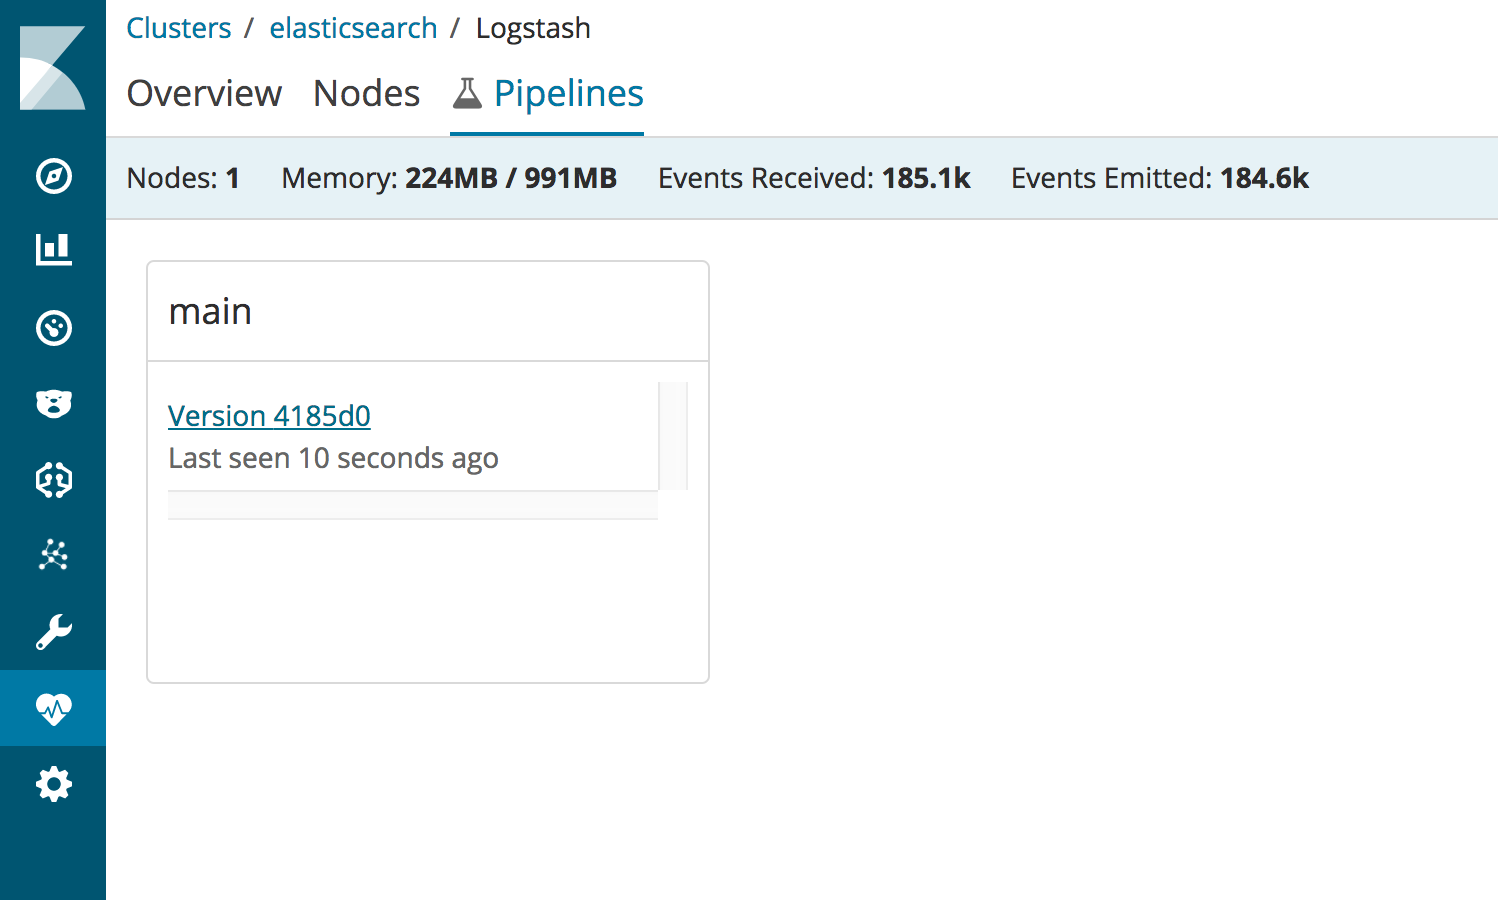 Clusters / elasticsearch / Logstash
Overview Nodes Pipelines
Nodes: 1 Memory: 224MB / 991MB Events Received: 185.1k Events Emitted: 184.6k
main
Version 4185d0
Last seen 10 seconds ago